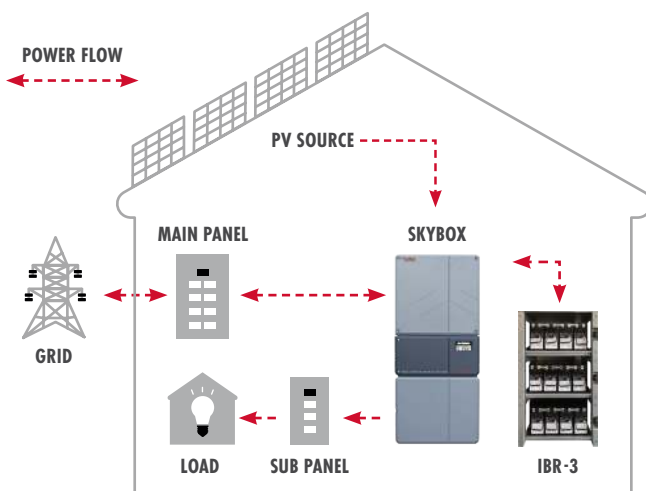 POWER FLOW
PV SOURCE
MAIN PANEL
SKYBOX
GRID
LOAD
SUB PANEL
IBR-3